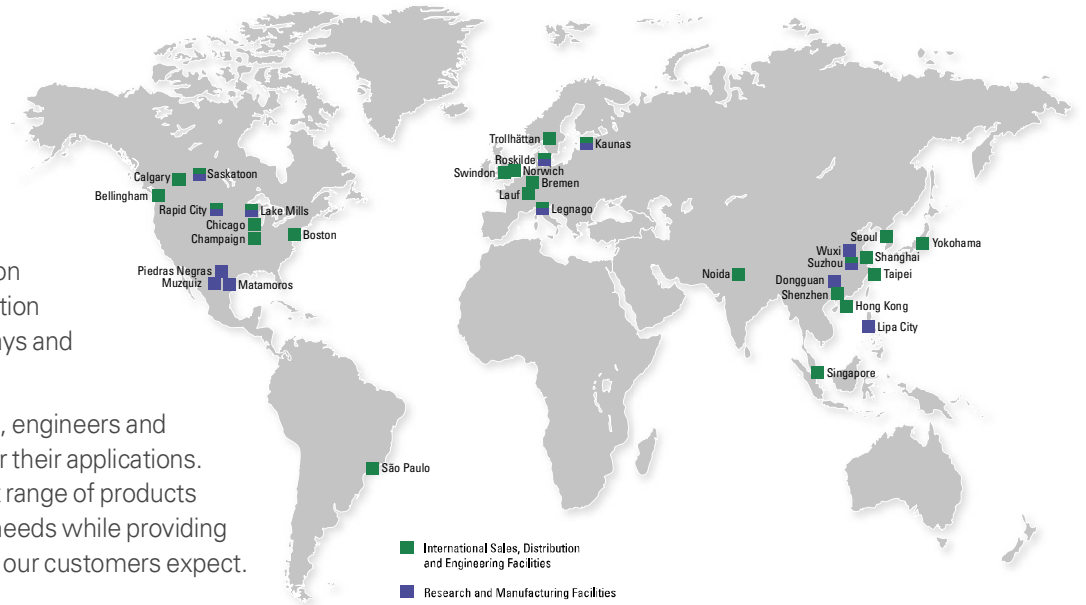 Trollhättan
Kaunas
Roskilde
Swindon
Norwich
Bremen
Lauf
Legnago
Calgary
Saskatoon
Bellingham
Rapid City
Lake Mills
Chicago
Champaign
Boston
Piedras Negras
Muzquiz
Matamoros
Seoul
Yokohama
Wuxi
Shanghai
Suzhou
Noida
Taipei
Dongguan
Shenzhen
Hong Kong
Lipa City
Singapore
São Paulo
on
tion
ays and
, engineers and
r their applications.
t range of products
needs while providing
our customers expect.
International Sales, Distribution
and Engineering Facilities
Research and Manufacturing Facilities